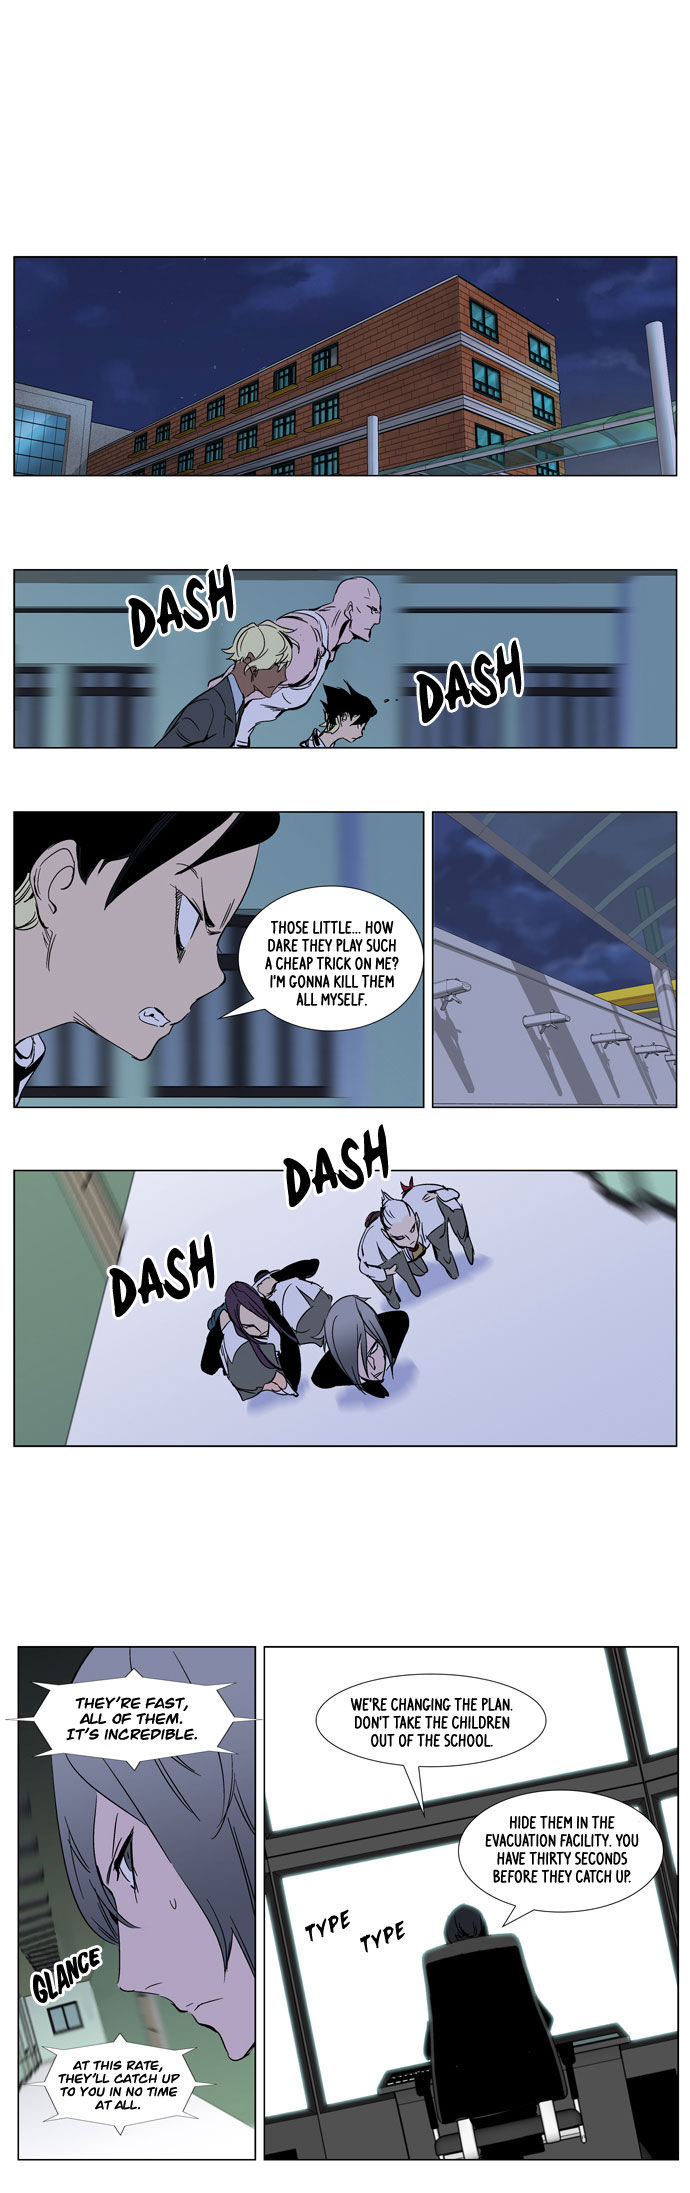 DASH
DASH
THOSE LITTLE... HOW
DARE THEY PLAY SUCH
A CHEAP TRICK ON ME?
I'M GONNA KILL THEM
ALL MYSELF.
DASH
DASH
THEY'RE FAST,
ALL OF THEM.
IT'S INCREDIBLE.
GLANCE
AT THIS RATE,
THEY'LL CATCH UP
TO YOU IN NO TIME
AT ALL.
WE'RE CHANGING THE PLAN.
DON'T TAKE THE CHILDREN
OUT OF THE SCHOOL.
HIDE THEM IN THE
EVACUATION FACILITY. YOU
HAVE THIRTY SECONDS
BEFORE THEY CATCH UP.
TYPE
TYPE